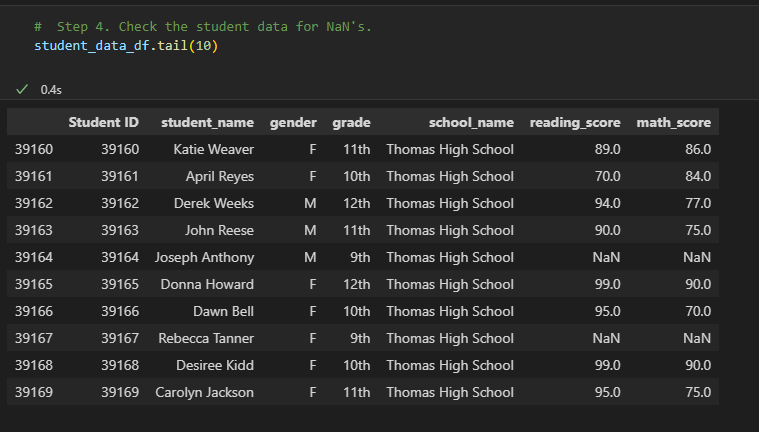 #  Step 4. Check the student data for NaN's.
student_data_df.tail(10)
✓ 0.4s
Student ID student_name gender grade school_name reading_score math_score
39160 39160 Katie Weaver F 11th Thomas High School 89.0 86.0
39161 39161 April Reyes F 10th Thomas High School 70.0 84.0
39162 39162 Derek Weeks M 12th Thomas High School 94.0 77.0
39163 39163 John Reese M 11th Thomas High School 90.0 75.0
39164 39164 Joseph Anthony M 9th Thomas High School NaN NaN
39165 39165 Donna Howard F 12th Thomas High School 99.0 90.0
39166 39166 Dawn Bell F 10th Thomas High School 95.0 70.0
39167 39167 Rebecca Tanner F 9th Thomas High School NaN NaN
39168 39168 Desiree Kidd F 10th Thomas High School 99.0 90.0
39169 39169 Carolyn Jackson F 11th Thomas High School 95.0 75.0